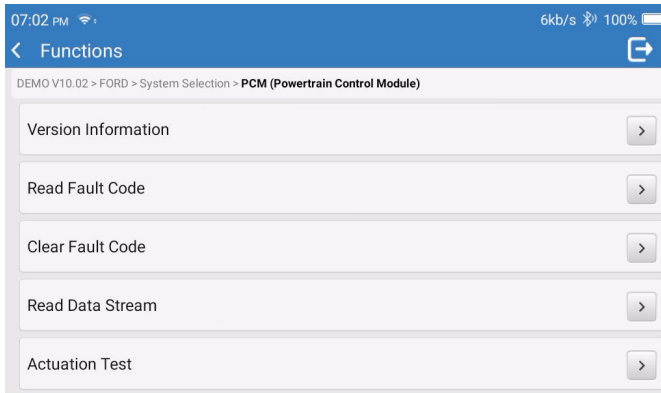 07:02 PM 6kb/s 100%
Functions
DEMO V10.02 > FORD > System Selection > PCM (Powertrain Control Module)
Version Information
Read Fault Code
Clear Fault Code
Read Data Stream
Actuation Test